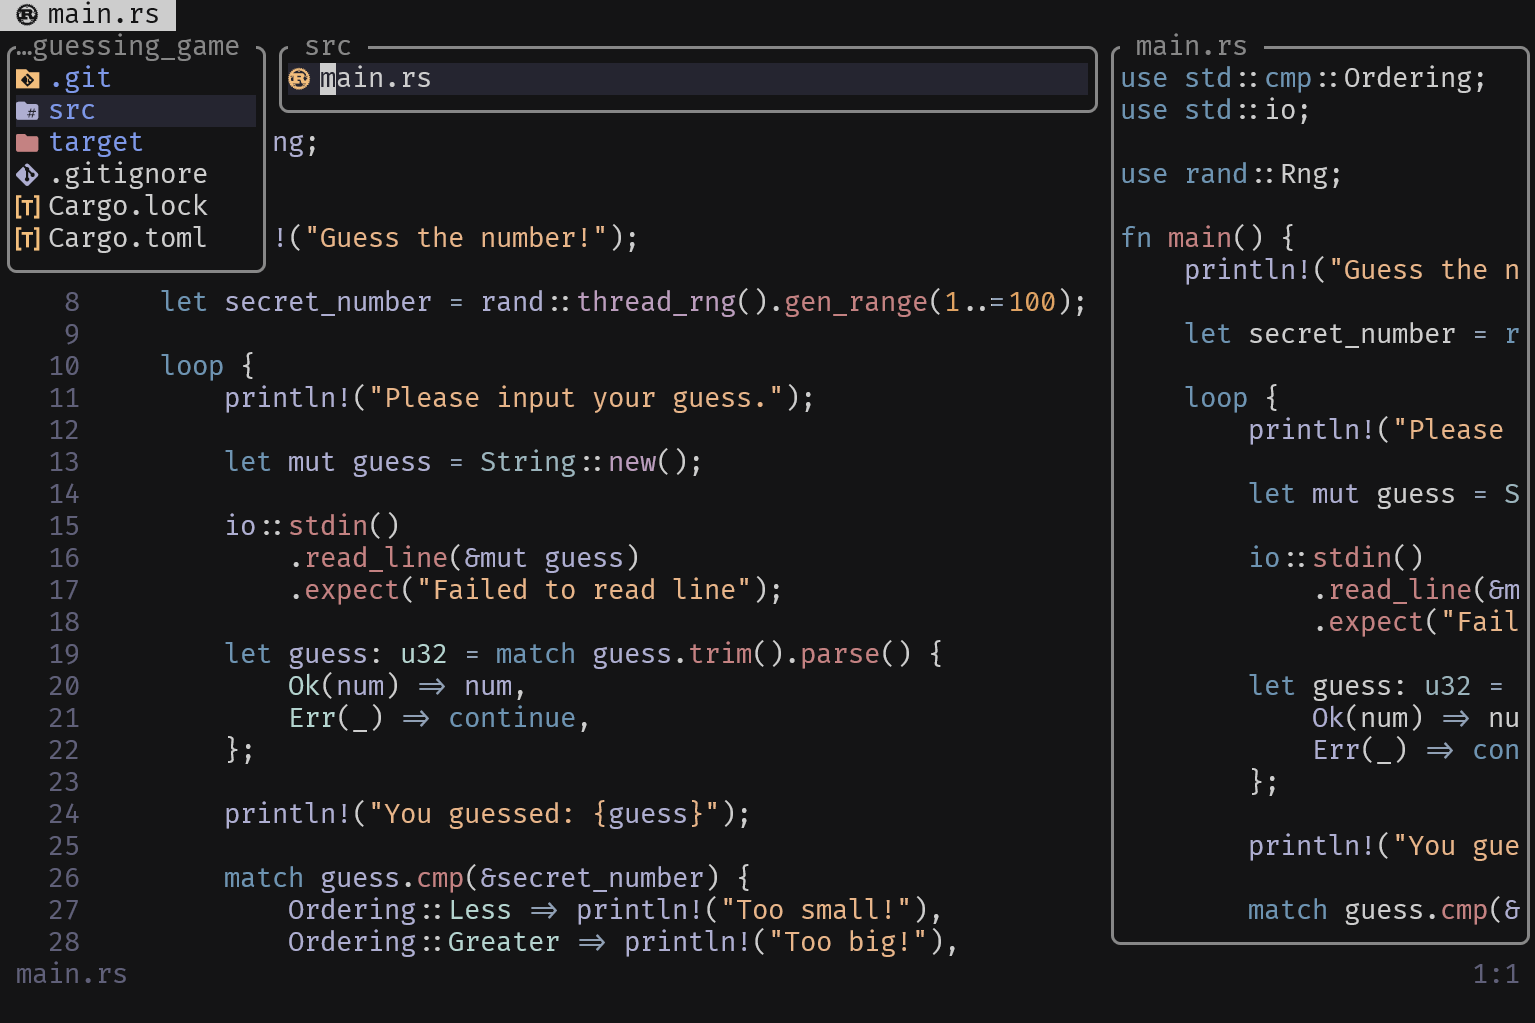 main.rs
…guessing_game
.git
src
target
.gitignore
Cargo.lock
Cargo.toml
src
main.rs
ng;
!("Guess the number!");
8 let secret_number = rand::thread_rng().gen_range(1..=100);
9
10 loop {
11 println!("Please input your guess.");
12
13 let mut guess = String::new();
14
15 io::stdin()
16 .read_line(&mut guess)
17 .expect("Failed to read line");
18
19 let guess: u32 = match guess.trim().parse() {
20 Ok(num) => num,
21 Err(_) => continue,
22 };
23
24 println!("You guessed: {guess}");
25
26 match guess.cmp(&secret_number) {
27 Ordering::Less => println!("Too small!"),
28 Ordering::Greater => println!("Too big!"),
main.rs
use std::cmp::Ordering;
use std::io;
use rand::Rng;
fn main() {
println!("Guess the n
let secret_number = r
loop {
println!("Please
let mut guess = S
io::stdin()
.read_line(&m
.expect("Fail
let guess: u32 =
Ok(num) => nu
Err(_) => con
};
println!("You gue
match guess.cmp(&
main.rs 1:1